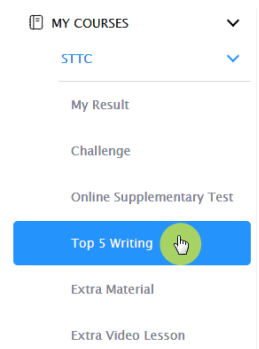 MY COURSES
STTC
My Result
Challenge
Online Supplementary Test
Top 5 Writing
Extra Material
Extra Video Lesson